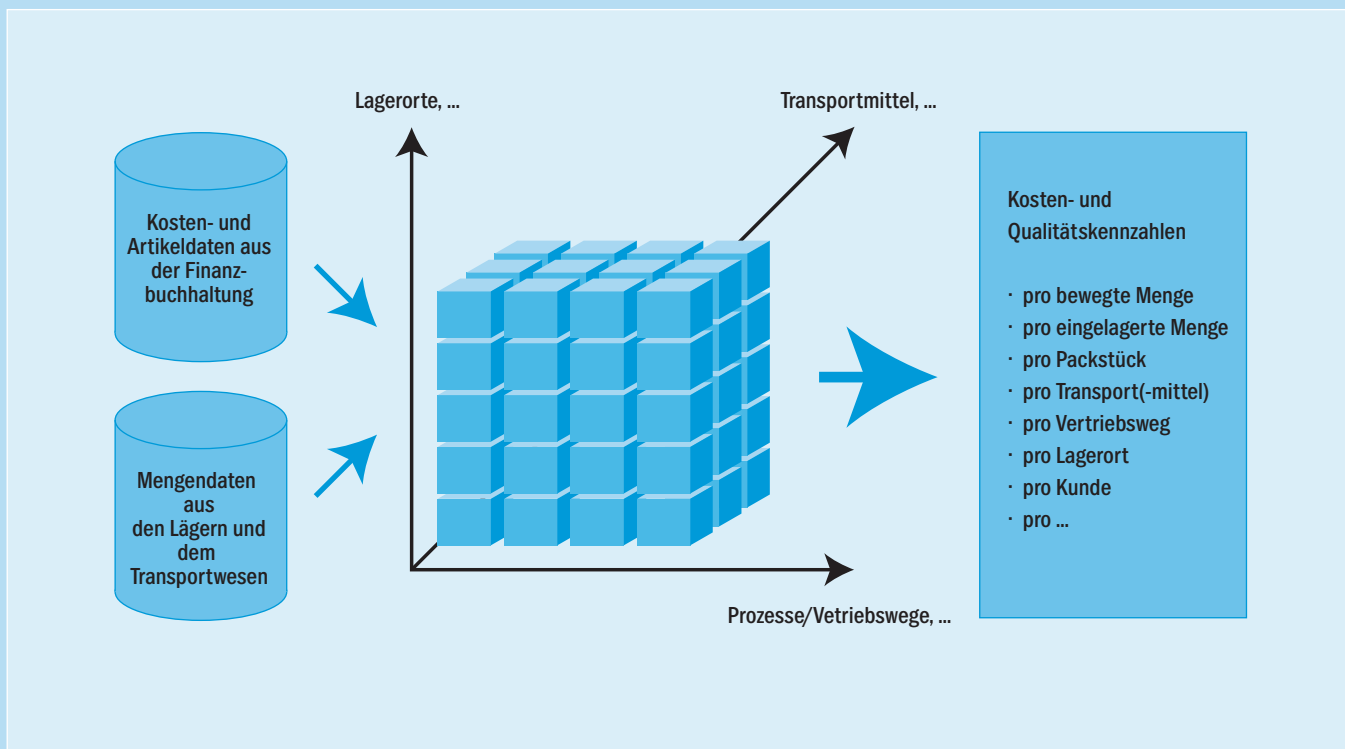 Lagerorte, ...
Transportmittel, ...
Kosten- und
Artikeldaten aus
der Finanz-
buchhaltung
Mengendaten
aus
den Lägern und
dem
Transportwesen
Prozesse/Vetriebswege, ...
Kosten- und
Qualitätskennzahlen
· pro bewegte Menge
· pro eingelagerte Menge
· pro Packstück
· pro Transport(-mittel)
· pro Vertriebsweg
· pro Lagerort
· pro Kunde
· pro ...